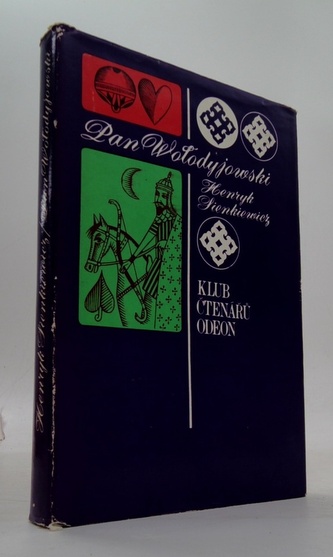 Pan Wołodyjowski
Henryk
Sienkiewicz
KLUB
ČTENÁŘŮ
ODEON
Henryk Sienkiewicz, Pan Wołodyjowski